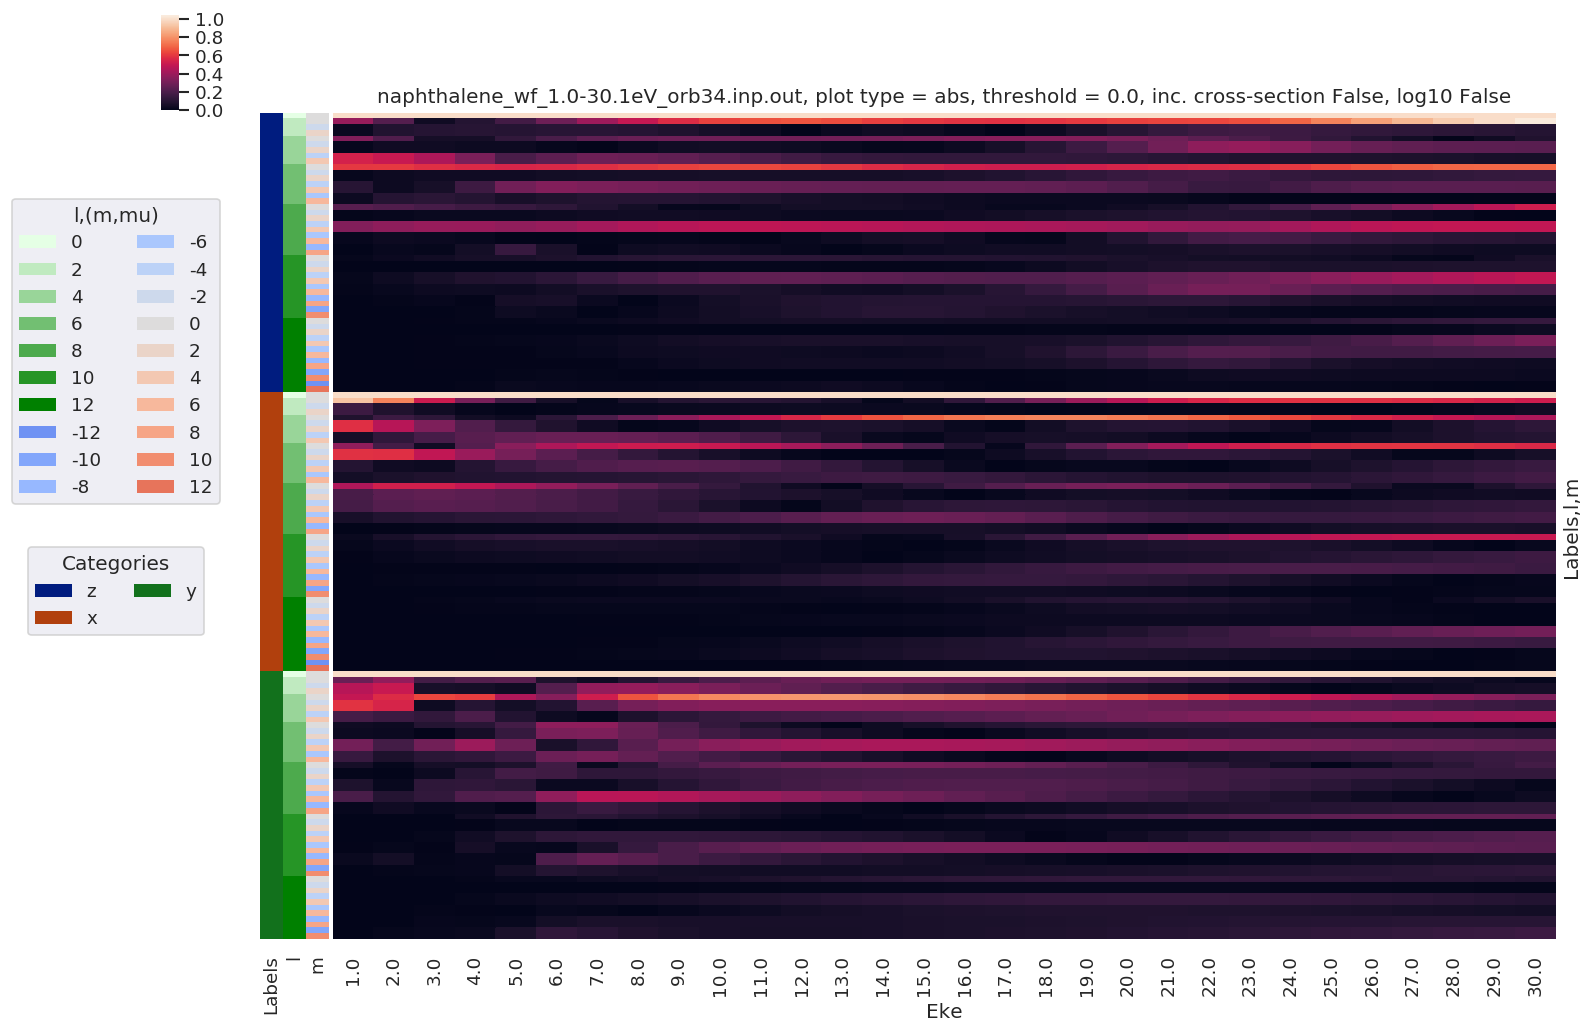 1.0
0.8
0.6
0.4
0.2
0.0
naphthalene_wf_1.0-30.1eV_orb34.inp.out, plot type = abs, threshold = 0.0, inc. cross-section False, log10 False
l,(m,mu)
0 -6
2 -4
4 -2
6 0
8 2
10 4
12 6
-12 8
-10 10
-8 12
Categories
z y
x
Labels,l,m
Labels l m
1.0 2.0 3.0 4.0 5.0 6.0 7.0 8.0 9.0 10.0 11.0 12.0 13.0 14.0 15.0 16.0 17.0 18.0 19.0 20.0 21.0 22.0 23.0 24.0 25.0 26.0 27.0 28.0 29.0 30.0
Eke